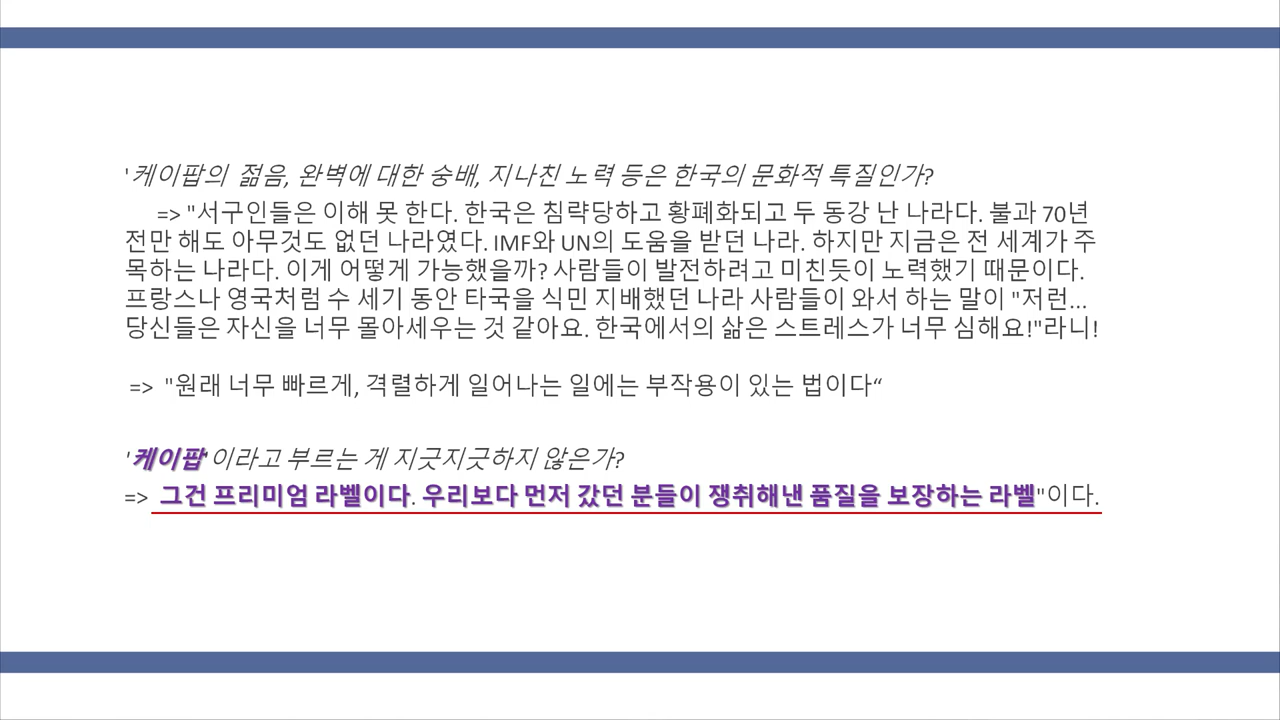 '케이팝의 젊음, 완벽에 대한 숭배, 지나친 노력 등은 한국의 문화적 특질인가?
=> "서구인들은 이해 못 한다. 한국은 침략당하고 황폐화되고 두 동강 난 나라다. 불과 70년
전만 해도 아무것도 없던 나라였다. IMF와 UN의 도움을 받던 나라. 하지만 지금은 전 세계가 주
목하는 나라다. 이게 어떻게 가능했을까? 사람들이 발전하려고 미친듯이 노력했기 때문이다.
프랑스나 영국처럼 수 세기 동안 타국을 식민 지배했던 나라 사람들이 와서 하는 말이 "저런...
당신들은 자신을 너무 몰아세우는 것 같아요. 한국에서의 삶은 스트레스가 너무 심해요!"라니!
=> "원래 너무 빠르게, 격렬하게 일어나는 일에는 부작용이 있는 법이다“
'케이팝' 이라고 부르는 게 지긋지긋하지 않은가?
=> 그건 프리미엄 라벨이다. 우리보다 먼저 갔던 분들이 쟁취해낸 품질을 보장하는 라벨"이다.